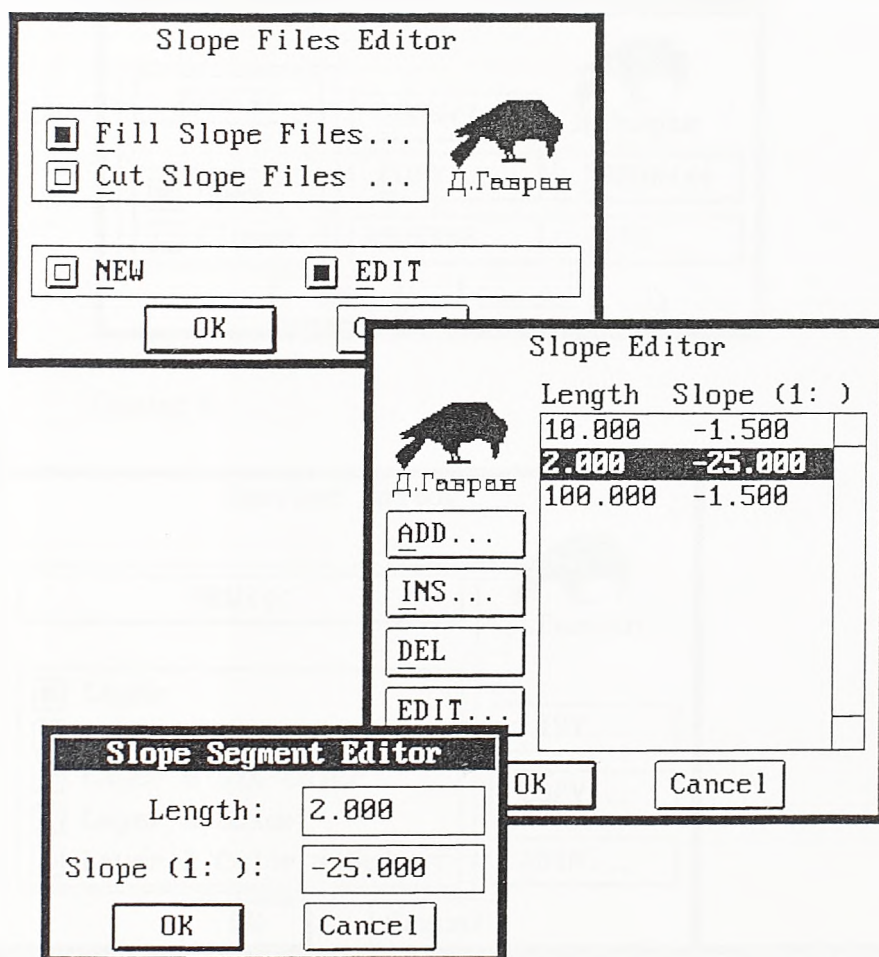 Slope Files Editor
Fill Slope Files...
Cut Slope Files ...
Д.Гавран
NEW
EDIT
OK
Slope Editor
Length Slope (1: )
10.000 -1.500
2.000 -25.000
100.000 -1.500
Д.Гавран
ADD...
INS...
DEL
EDIT...
OK
Cancel
Slope Segment Editor
Length: 2.000
Slope (1: ): -25.000
OK
Cancel